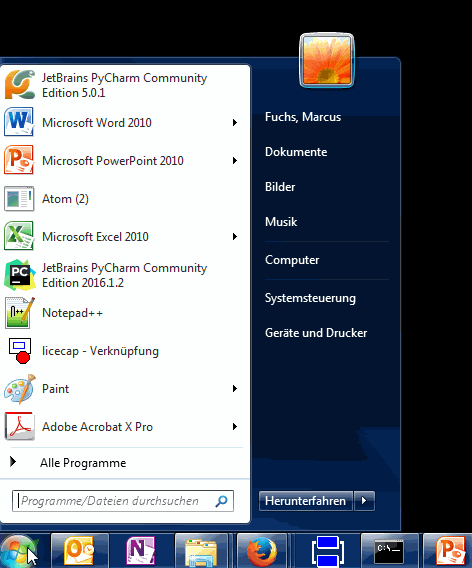 JetBrains PyCharm Community
Edition 5.0.1
Microsoft Word 2010
Microsoft PowerPoint 2010
Atom (2)
Microsoft Excel 2010
JetBrains PyCharm Community
Edition 2016.1.2
Notepad++
licecap - Verknüpfung
Paint
Adobe Acrobat X Pro
Alle Programme
Programme/Dateien durchsuchen
Fuchs, Marcus
Dokumente
Bilder
Musik
Computer
Systemsteuerung
Geräte und Drucker
Herunterfahren